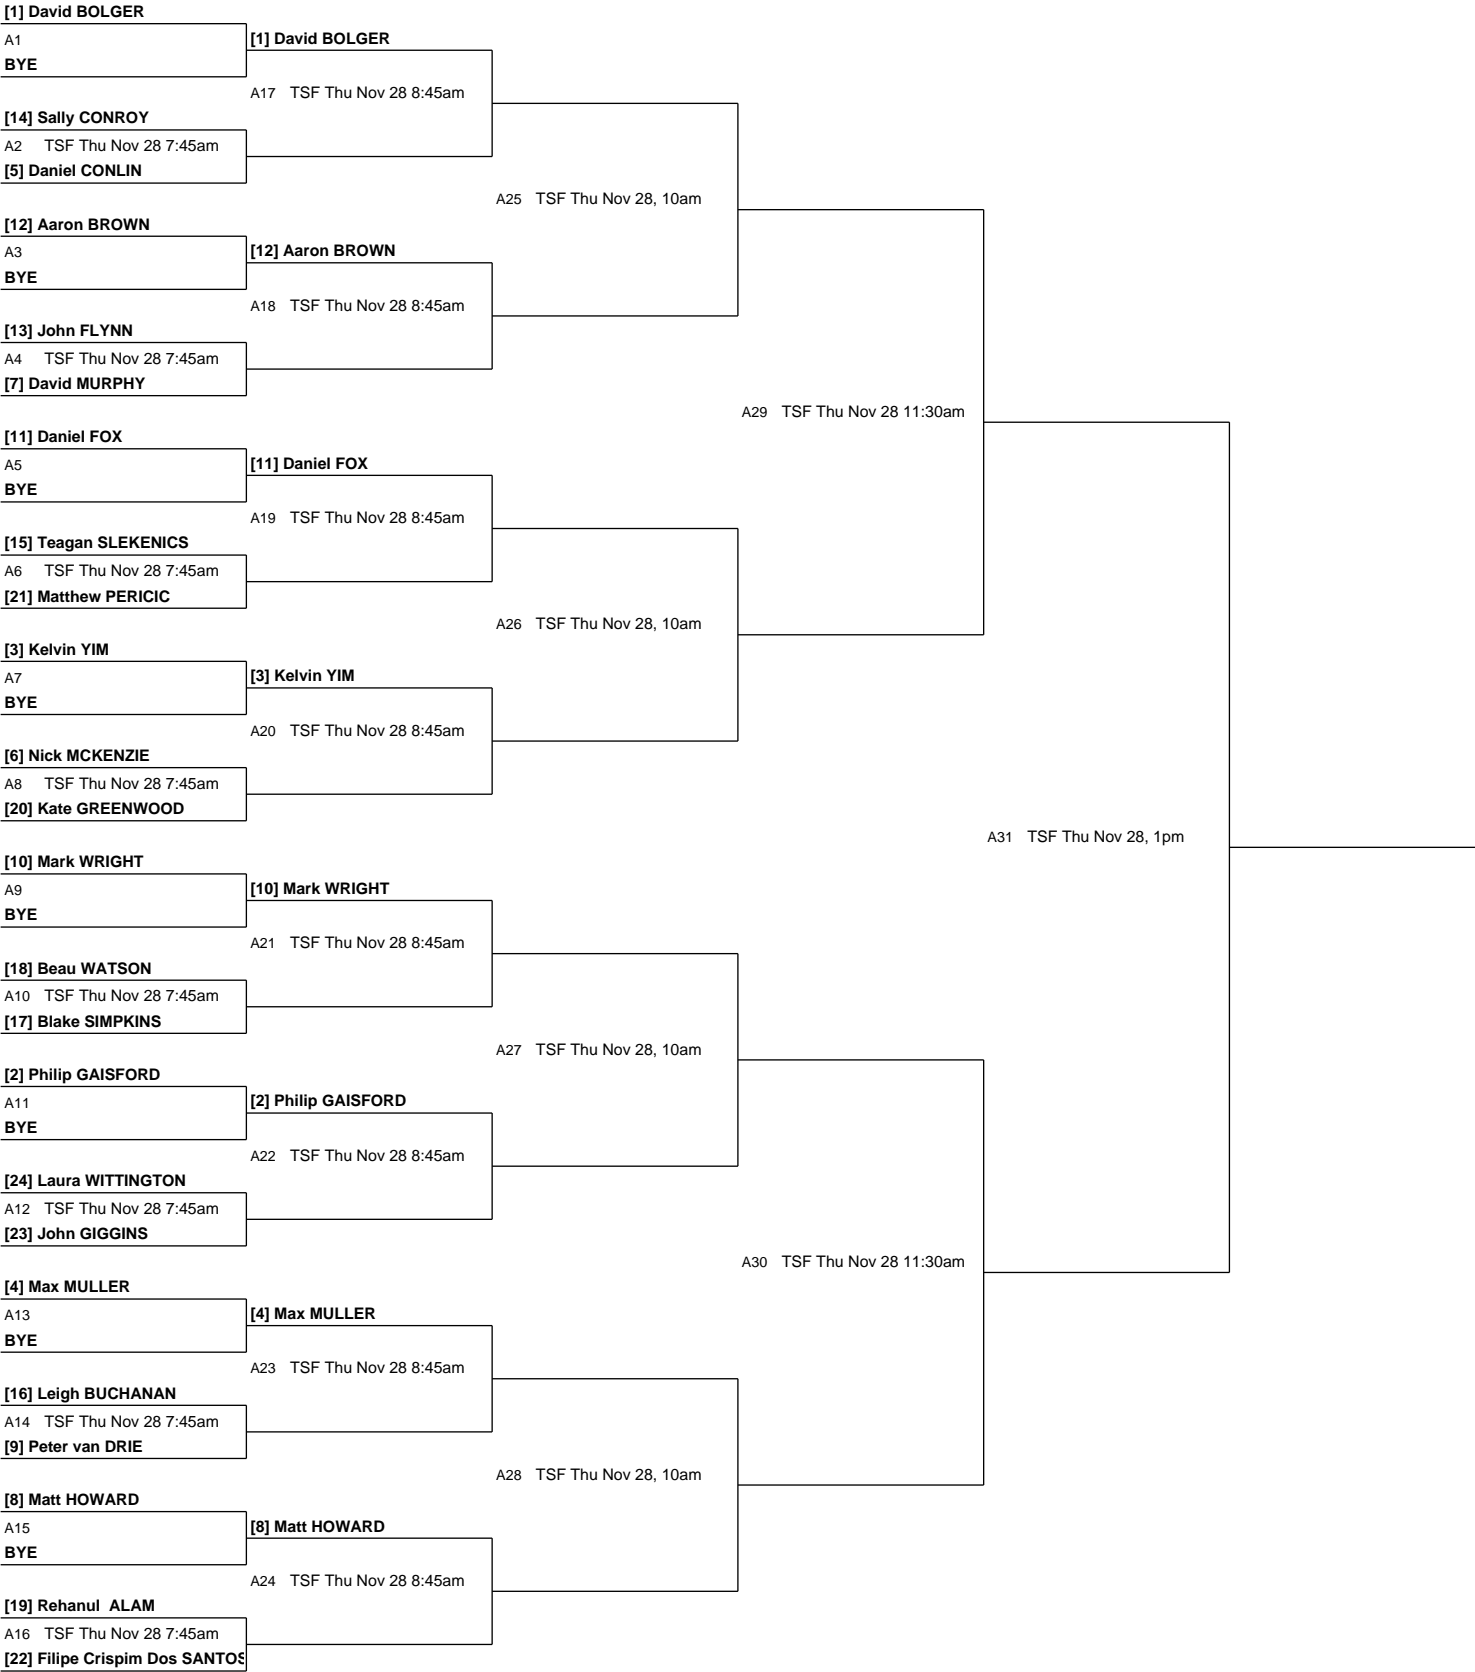 [1] David BOLGER
A1
BYE
[1] David BOLGER
A17 TSF Thu Nov 28 8:45am
[14] Sally CONROY
A2 TSF Thu Nov 28 7:45am
[5] Daniel CONLIN
A25 TSF Thu Nov 28, 10am
[12] Aaron BROWN
A3
BYE
[12] Aaron BROWN
A18 TSF Thu Nov 28 8:45am
[13] John FLYNN
A4 TSF Thu Nov 28 7:45am
[7] David MURPHY
A29 TSF Thu Nov 28 11:30am
[11] Daniel FOX
A5
BYE
[11] Daniel FOX
A19 TSF Thu Nov 28 8:45am
[15] Teagan SLEKENICS
A6 TSF Thu Nov 28 7:45am
[21] Matthew PERICIC
A26 TSF Thu Nov 28, 10am
[3] Kelvin YIM
A7
BYE
[3] Kelvin YIM
A20 TSF Thu Nov 28 8:45am
[6] Nick MCKENZIE
A8 TSF Thu Nov 28 7:45am
[20] Kate GREENWOOD
A31 TSF Thu Nov 28, 1pm
[10] Mark WRIGHT
A9
BYE
[10] Mark WRIGHT
A21 TSF Thu Nov 28 8:45am
[18] Beau WATSON
A10 TSF Thu Nov 28 7:45am
[17] Blake SIMPKINS
A27 TSF Thu Nov 28, 10am
[2] Philip GAISFORD
A11
BYE
[2] Philip GAISFORD
A22 TSF Thu Nov 28 8:45am
[24] Laura WITTINGTON
A12 TSF Thu Nov 28 7:45am
[23] John GIGGINS
A30 TSF Thu Nov 28 11:30am
[4] Max MULLER
A13
BYE
[4] Max MULLER
A23 TSF Thu Nov 28 8:45am
[16] Leigh BUCHANAN
A14 TSF Thu Nov 28 7:45am
[9] Peter van DRIE
A28 TSF Thu Nov 28, 10am
[8] Matt HOWARD
A15
BYE
[8] Matt HOWARD
A24 TSF Thu Nov 28 8:45am
[19] Rehanul ALAM
A16 TSF Thu Nov 28 7:45am
[22] Filipe Crispim Dos SANTOS